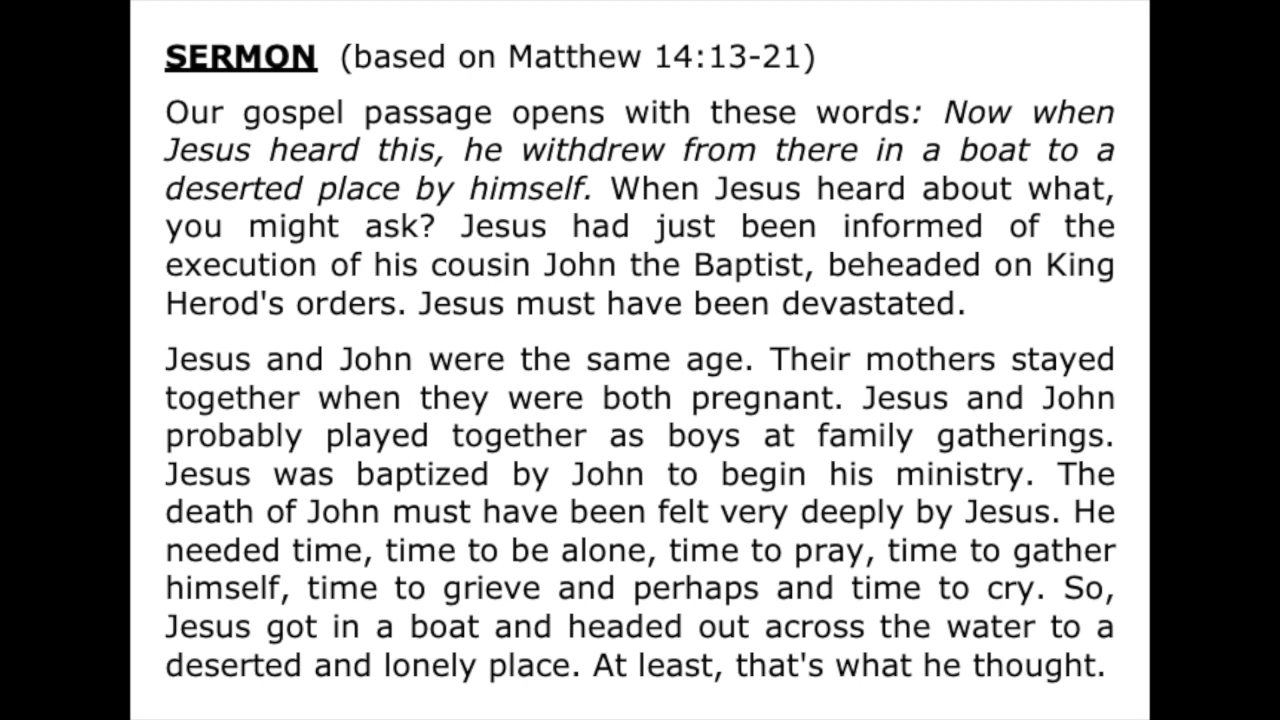 SERMON (based on Matthew 14:13-21)
Our gospel passage opens with these words: Now when
Jesus heard this, he withdrew from there in a boat to a
deserted place by himself. When Jesus heard about what,
you might ask? Jesus had just been informed of the
execution of his cousin John the Baptist, beheaded on King
Herod's orders. Jesus must have been devastated.
Jesus and John were the same age. Their mothers stayed
together when they were both pregnant. Jesus and John
probably played together as boys at family gatherings.
Jesus was baptized by John to begin his ministry. The
death of John must have been felt very deeply by Jesus. He
needed time, time to be alone, time to pray, time to gather
himself, time to grieve and perhaps and time to cry. So,
Jesus got in a boat and headed out across the water to a
deserted and lonely place. At least, that's what he thought.